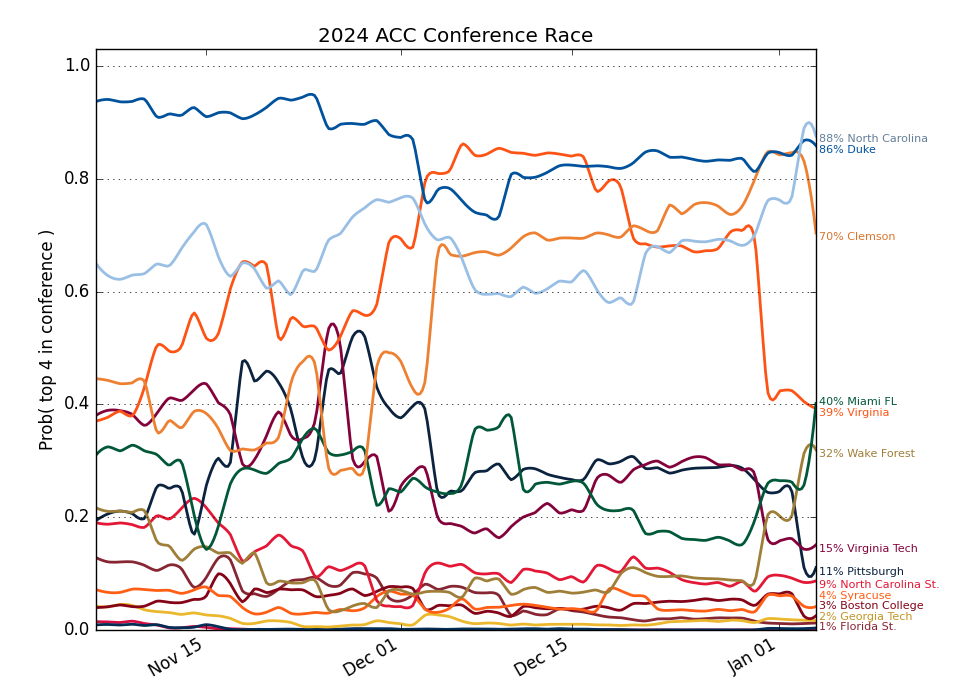 2024 ACC Conference Race
Prob( top 4 in conference )
1.0
0.8
0.6
0.4
0.2
0.0
Nov 15
Dec 01
Dec 15
Jan 01
88% North Carolina
86% Duke
70% Clemson
40% Miami FL
39% Virginia
32% Wake Forest
15% Virginia Tech
11% Pittsburgh
9% North Carolina St.
4% Syracuse
3% Boston College
2% Georgia Tech
1% Florida St.